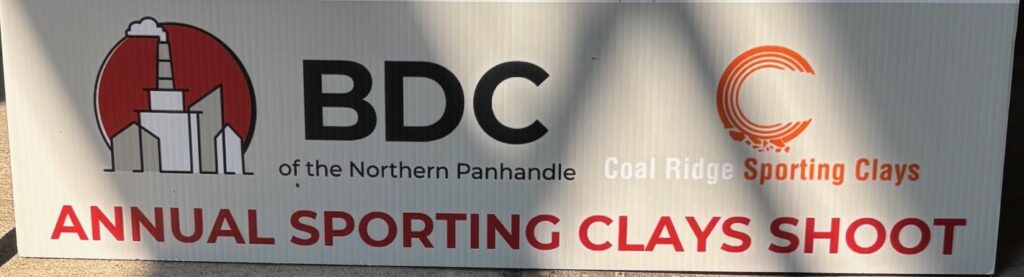 BDC
of the Northern Panhandle
Coal Ridge Sporting Clays
ANNUAL SPORTING CLAYS SHOOT